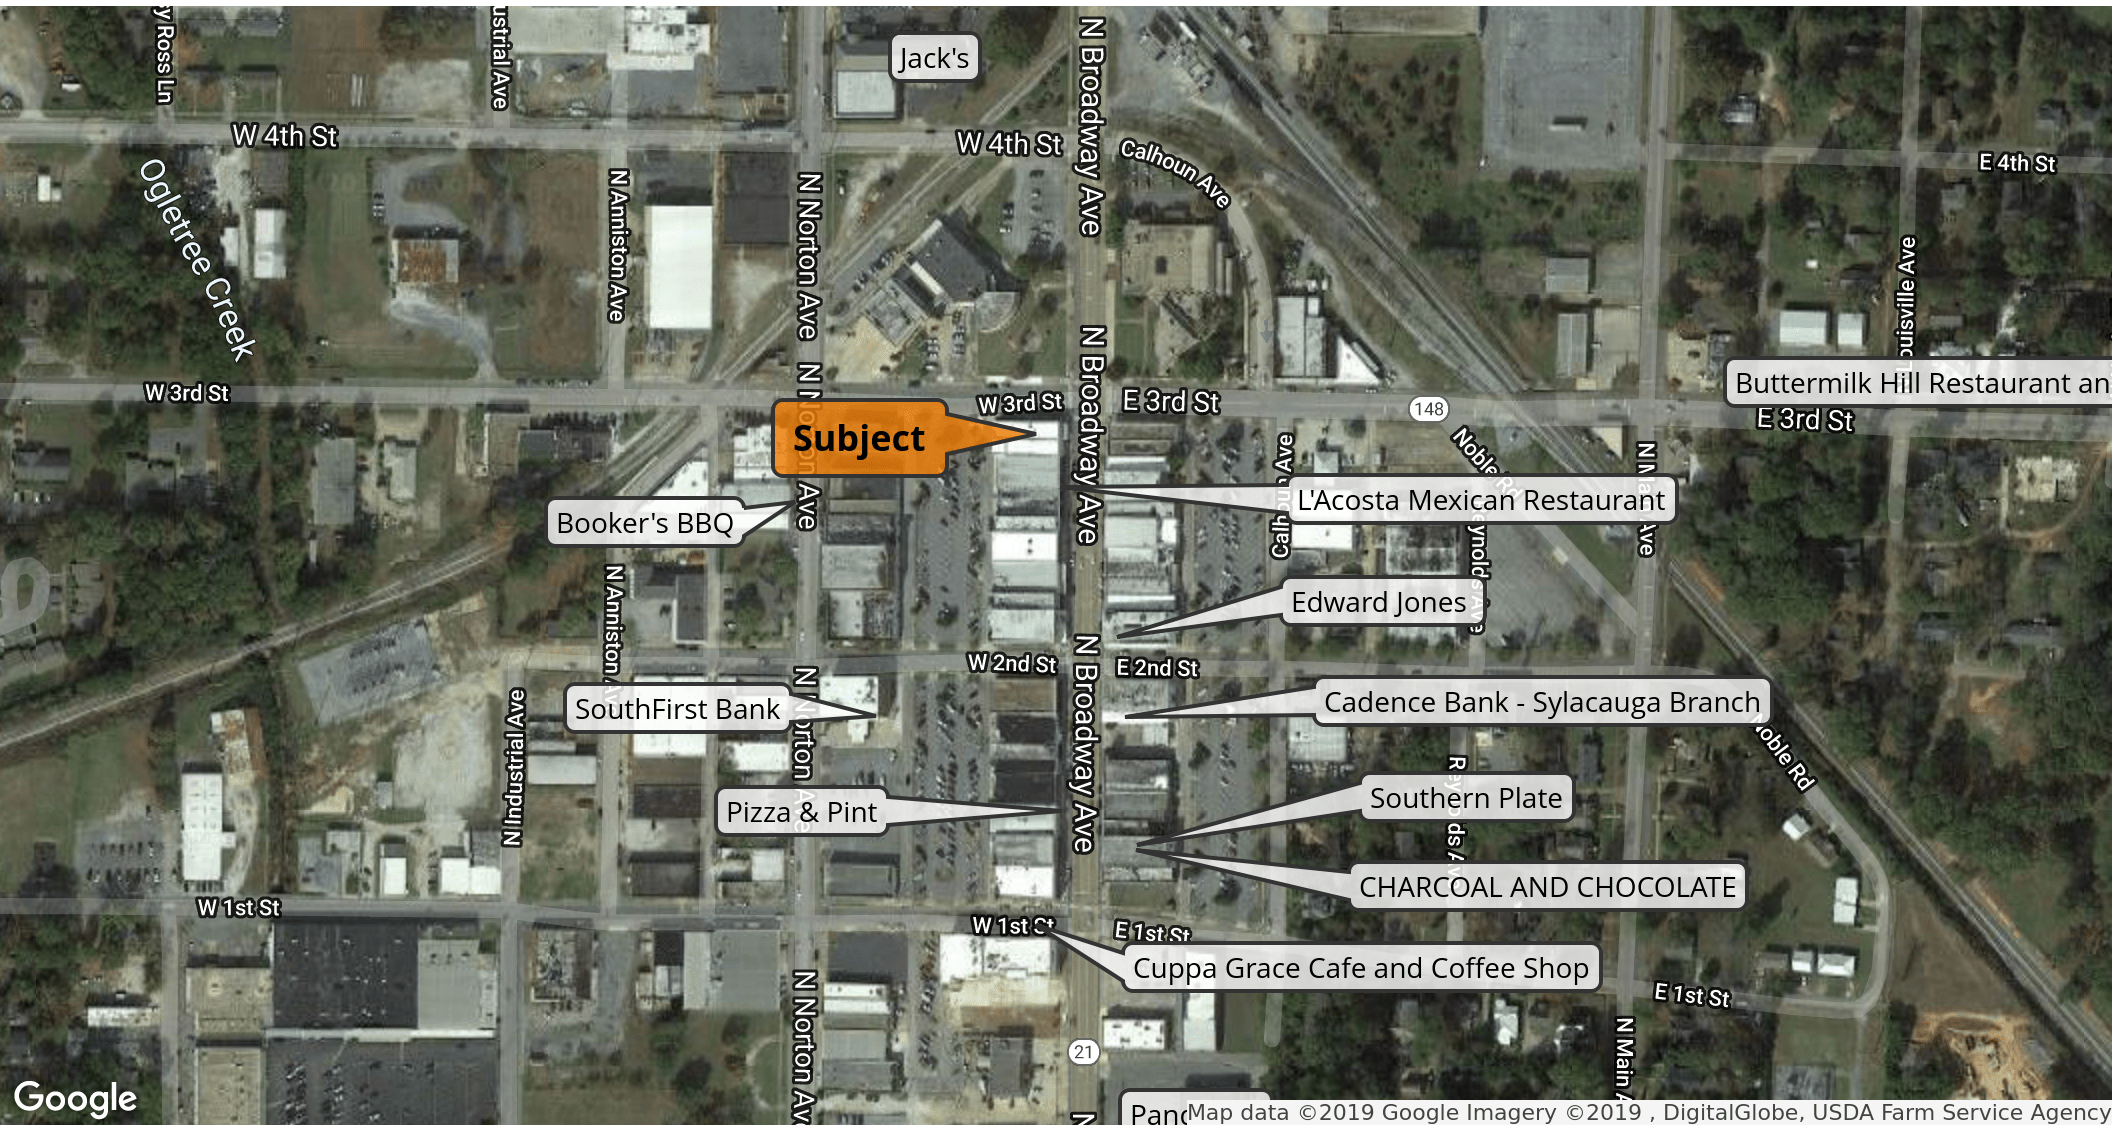 Jack's
W 4th St
W 4th St
E 4th St
Calhoun Ave
N Broadway Ave
Ogletree Creek
N Anniston Ave
N Norton Ave
N Broadway Ave
W 3rd St
W 3rd St
E 3rd St
148
Buttermilk Hill Restaurant an
E 3rd St
Subject
L'Acosta Mexican Restaurant
Booker's BBQ
Edward Jones
W 2nd St
E 2nd St
N Broadway Ave
SouthFirst Bank
Cadence Bank - Sylacauga Branch
Noble Rd
N Industrial Ave
Pizza & Pint
Southern Plate
CHARCOAL AND CHOCOLATE
W 1st St
W 1st St
E 1st St
Cuppa Grace Cafe and Coffee Shop
E 1st St
21
Google
Map data ©2019 Google Imagery ©2019 , DigitalGlobe, USDA Farm Service Agency